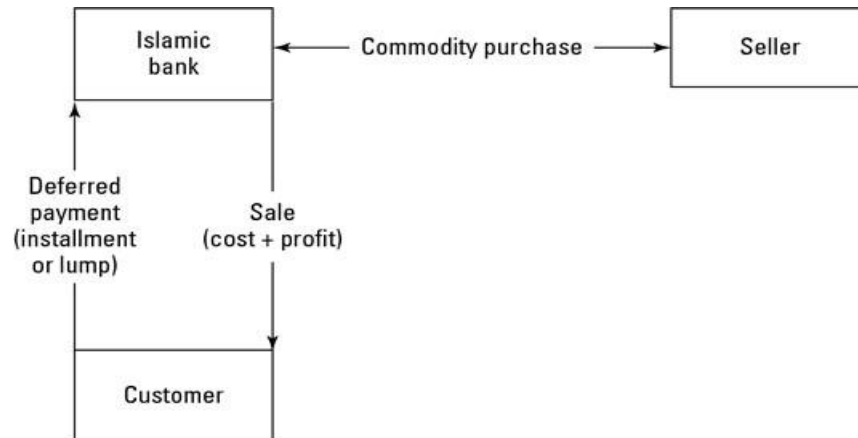 Islamic
bank
Commodity purchase
Seller
Deferred
payment
(installment
or lump)
Sale
(cost + profit)
Customer